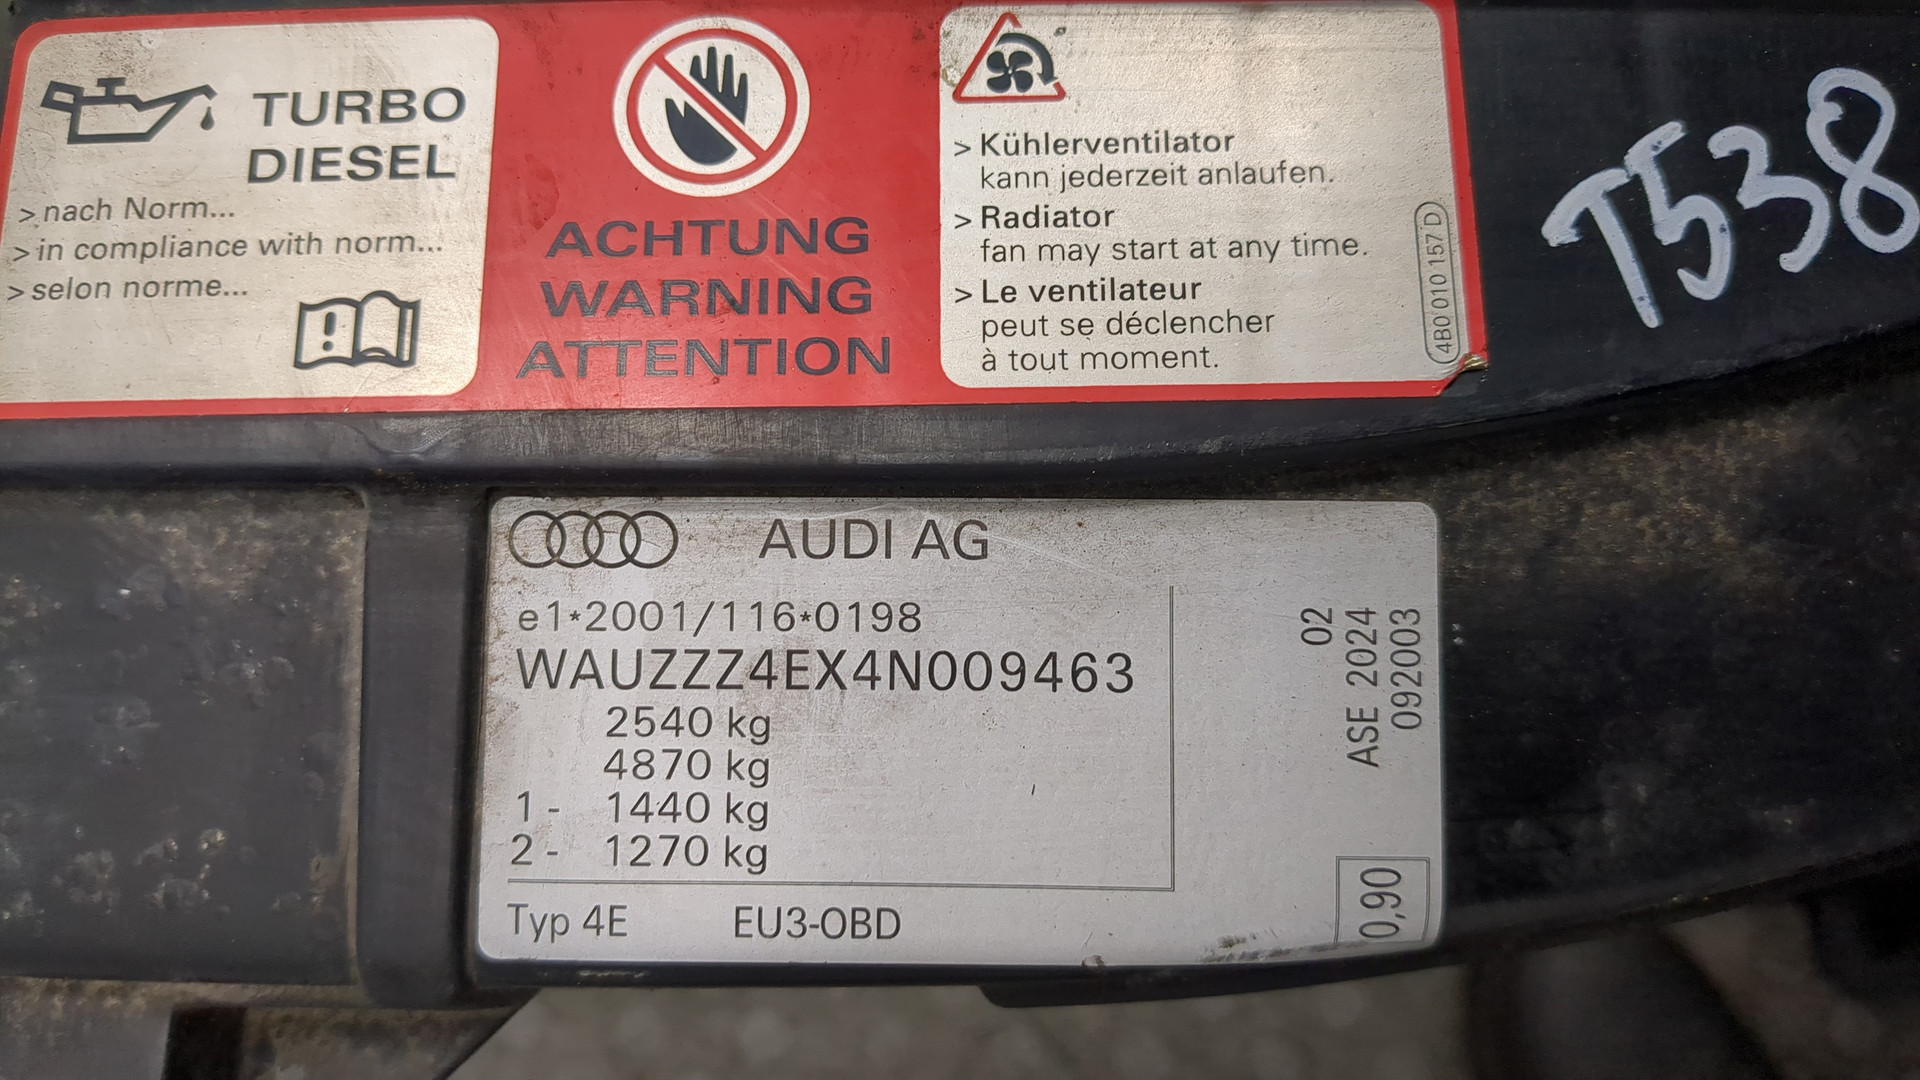 TURBO
DIESEL
> nach Norm...
> in compliance with norm...
> selon norme...
ACHTUNG
WARNING
ATTENTION
> Kühlerventilator
kann jederzeit anlaufen.
> Radiator
fan may start at any time.
> Le ventilateur
peut se déclencher
à tout moment.
4B0 010 157 D
T538
AUDI AG
e1*2001/116*0198
WAUZZZ4EX4N009463
2540 kg
4870 kg
1 - 1440 kg
2 - 1270 kg
Typ 4E EU3-OBD
02
ASE 2024
092003
0,90